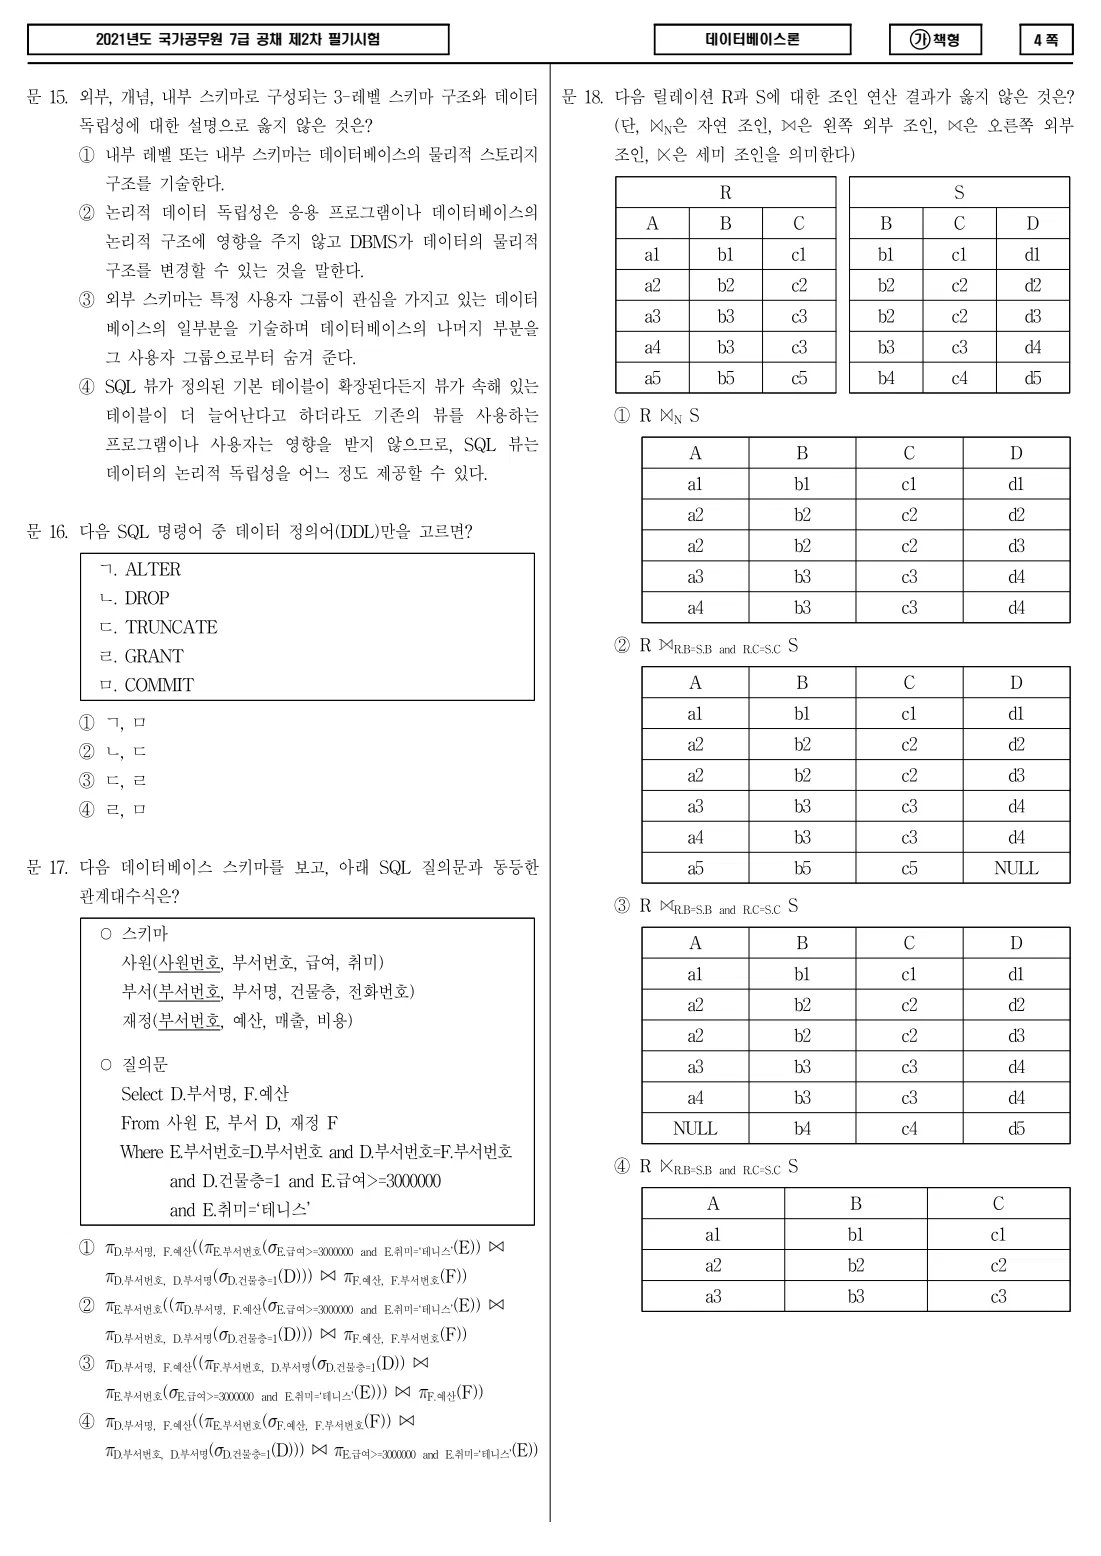 2021년도 국가공무원 7급 공채 제2차 필기시험
데이터베이스론
㉮ 책형
4 쪽
문 15. 외부, 개념, 내부 스키마로 구성되는 3-레벨 스키마 구조와 데이터
독립성에 대한 설명으로 옳지 않은 것은?
① 내부 레벨 또는 내부 스키마는 데이터베이스의 물리적 스토리지
구조를 기술한다.
② 논리적 데이터 독립성은 응용 프로그램이나 데이터베이스의
논리적 구조에 영향을 주지 않고 DBMS가 데이터의 물리적
구조를 변경할 수 있는 것을 말한다.
③ 외부 스키마는 특정 사용자 그룹이 관심을 가지고 있는 데이터
베이스의 일부분을 기술하며 데이터베이스의 나머지 부분을
그 사용자 그룹으로부터 숨겨 준다.
④ SQL 뷰가 정의된 기본 테이블이 확장된다든지 뷰가 속해 있는
테이블이 더 늘어난다고 하더라도 기존의 뷰를 사용하는
프로그램이나 사용자는 영향을 받지 않으므로, SQL 뷰는
데이터의 논리적 독립성을 어느 정도 제공할 수 있다.
문 16. 다음 SQL 명령어 중 데이터 정의어(DDL)만을 고르면?
ㄱ. ALTER
ㄴ. DROP
ㄷ. TRUNCATE
ㄹ. GRANT
ㅁ. COMMIT
① ㄱ, ㅁ
② ㄴ, ㄷ
③ ㄷ, ㄹ
④ ㄹ, ㅁ
문 17. 다음 데이터베이스 스키마를 보고, 아래 SQL 질의문과 동등한
관계대수식은?
○ 스키마
사원(사원번호, 부서번호, 급여, 취미)
부서(부서번호, 부서명, 건물층, 전화번호)
재정(부서번호, 예산, 매출, 비용)
○ 질의문
Select D.부서명, F.예산
From 사원 E, 부서 D, 재정 F
Where E.부서번호=D.부서번호 and D.부서번호=F.부서번호
and D.건물층=1 and E.급여>=3000000
and E.취미=‘테니스’
① πD.부서명, F.예산((πE.부서번호(σE.급여>=3000000 and E.취미=‘테니스’(E)) ⋈
πD.부서번호, D.부서명(σD.건물층=1(D))) ⋈ πF.예산, F.부서번호(F))
② πE.부서번호((πD.부서명, F.예산(σE.급여>=3000000 and E.취미=‘테니스’(E)) ⋈
πD.부서번호, D.부서명(σD.건물층=1(D))) ⋈ πF.예산, F.부서번호(F))
③ πD.부서명, F.예산((πF.부서번호, D.부서명(σD.건물층=1(D)) ⋈
πE.부서번호(σE.급여>=3000000 and E.취미=‘테니스’(E))) ⋈ πF.예산(F))
④ πD.부서명, F.예산((πE.부서번호(σF.예산, F.부서번호(F)) ⋈
πD.부서번호, D.부서명(σD.건물층=1(D))) ⋈ πE.급여>=3000000 and E.취미=‘테니스’(E))
문 18. 다음 릴레이션 R과 S에 대한 조인 연산 결과가 옳지 않은 것은?
(단, ⋈N은 자연 조인, ⟕은 왼쪽 외부 조인, ⟖은 오른쪽 외부
조인, ⋉은 세미 조인을 의미한다)
R
A B C
a1 b1 c1
a2 b2 c2
a3 b3 c3
a4 b3 c3
a5 b5 c5
S
B C D
b1 c1 d1
b2 c2 d2
b2 c2 d3
b3 c3 d4
b4 c4 d5
① R ⋈N S
A B C D
a1 b1 c1 d1
a2 b2 c2 d2
a2 b2 c2 d3
a3 b3 c3 d4
a4 b3 c3 d4
② R ⟕R.B=S.B and R.C=S.C S
A B C D
a1 b1 c1 d1
a2 b2 c2 d2
a2 b2 c2 d3
a3 b3 c3 d4
a4 b3 c3 d4
a5 b5 c5 NULL
③ R ⟖R.B=S.B and R.C=S.C S
A B C D
a1 b1 c1 d1
a2 b2 c2 d2
a2 b2 c2 d3
a3 b3 c3 d4
a4 b3 c3 d4
NULL b4 c4 d5
④ R ⋉R.B=S.B and R.C=S.C S
A B C
a1 b1 c1
a2 b2 c2
a3 b3 c3